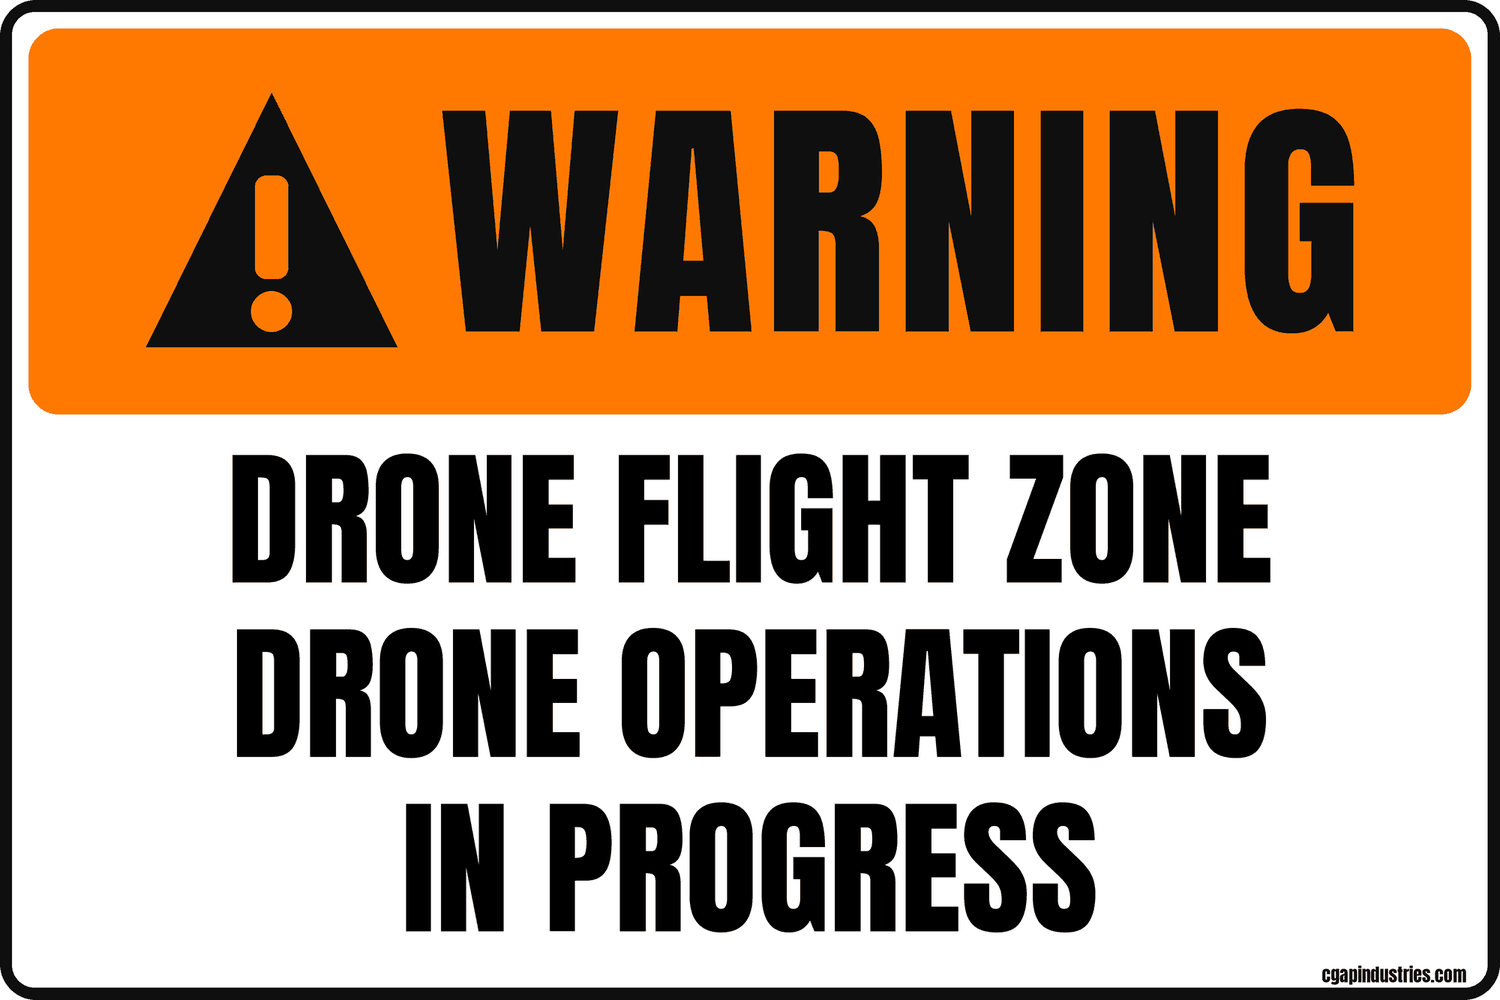 WARNING
DRONE FLIGHT ZONE
DRONE OPERATIONS
IN PROGRESS
cgapindustries.com